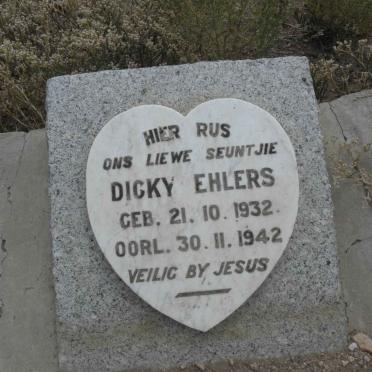 HIER RUS
ONS LIEWE SEUNTJIE
DICKY EHLERS
GEB. 21. 10. 1932.
OORL. 30. 11. 1942
VEILIG BY JESUS